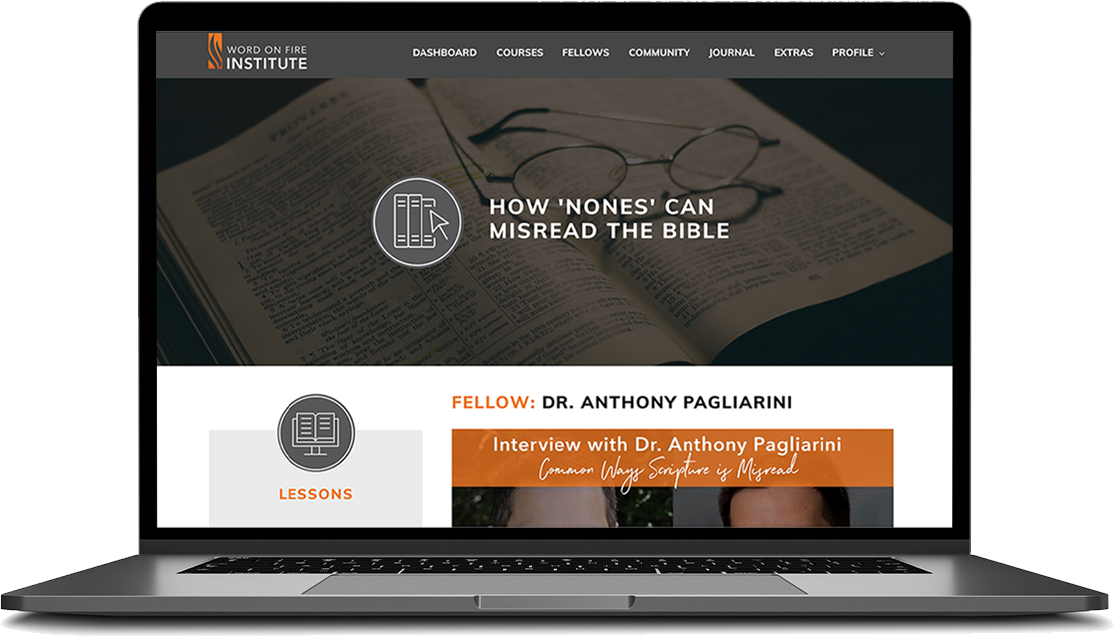 WORD ON FIRE
INSTITUTE
DASHBOARD COURSES FELLOWS COMMUNITY JOURNAL EXTRAS PROFILE
PROVERBS
HOW 'NONES' CAN
MISREAD THE BIBLE
FELLOW: DR. ANTHONY PAGLIARINI
Interview with Dr. Anthony Pagliarini
Common Ways Scripture is Misread
LESSONS